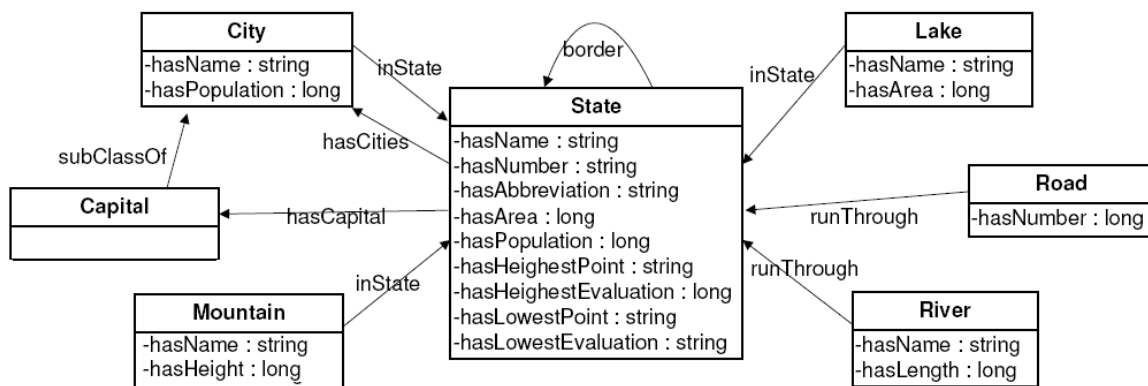 City
-hasName : string
-hasPopulation : long
inState
border
Lake
-hasName : string
-hasArea : long
inState
hasCities
subClassOf
State
-hasName : string
-hasNumber : string
-hasAbbreviation : string
-hasArea : long
-hasPopulation : long
-hasHeighestPoint : string
-hasHeighestEvaluation : long
-hasLowestPoint : string
-hasLowestEvaluation : string
Capital
hasCapital
Road
-hasNumber : long
runThrough
inState
runThrough
Mountain
-hasName : string
-hasHeight : long
River
-hasName : string
-hasLength : long